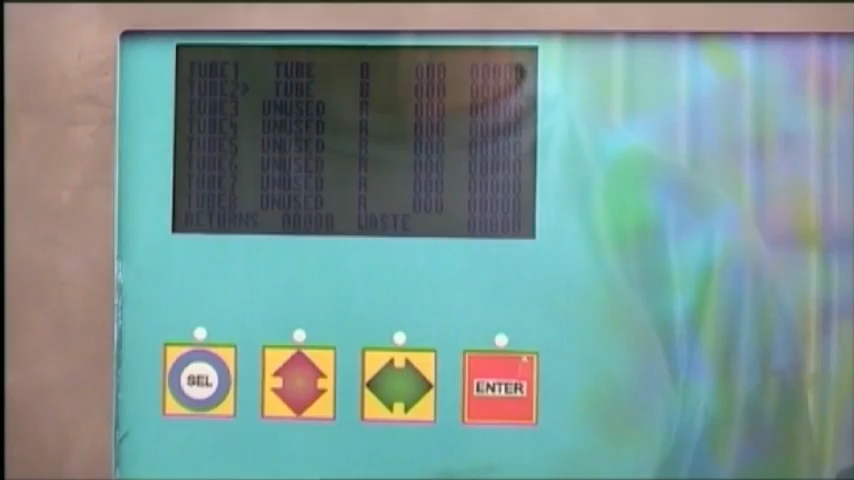 TUBE1 TUBE B 000 00000
TUBE2> TUBE B 000 00000
TUBE3 UNUSED A 000 00000
TUBE4 UNUSED A 000 00000
TUBE5 UNUSED A 000 00000
TUBE6 UNUSED A 000 00000
TUBE7 UNUSED A 000 00000
TUBE8 UNUSED A 000 00000
RETURNS 00000 WASTE 00000
SEL
ENTER